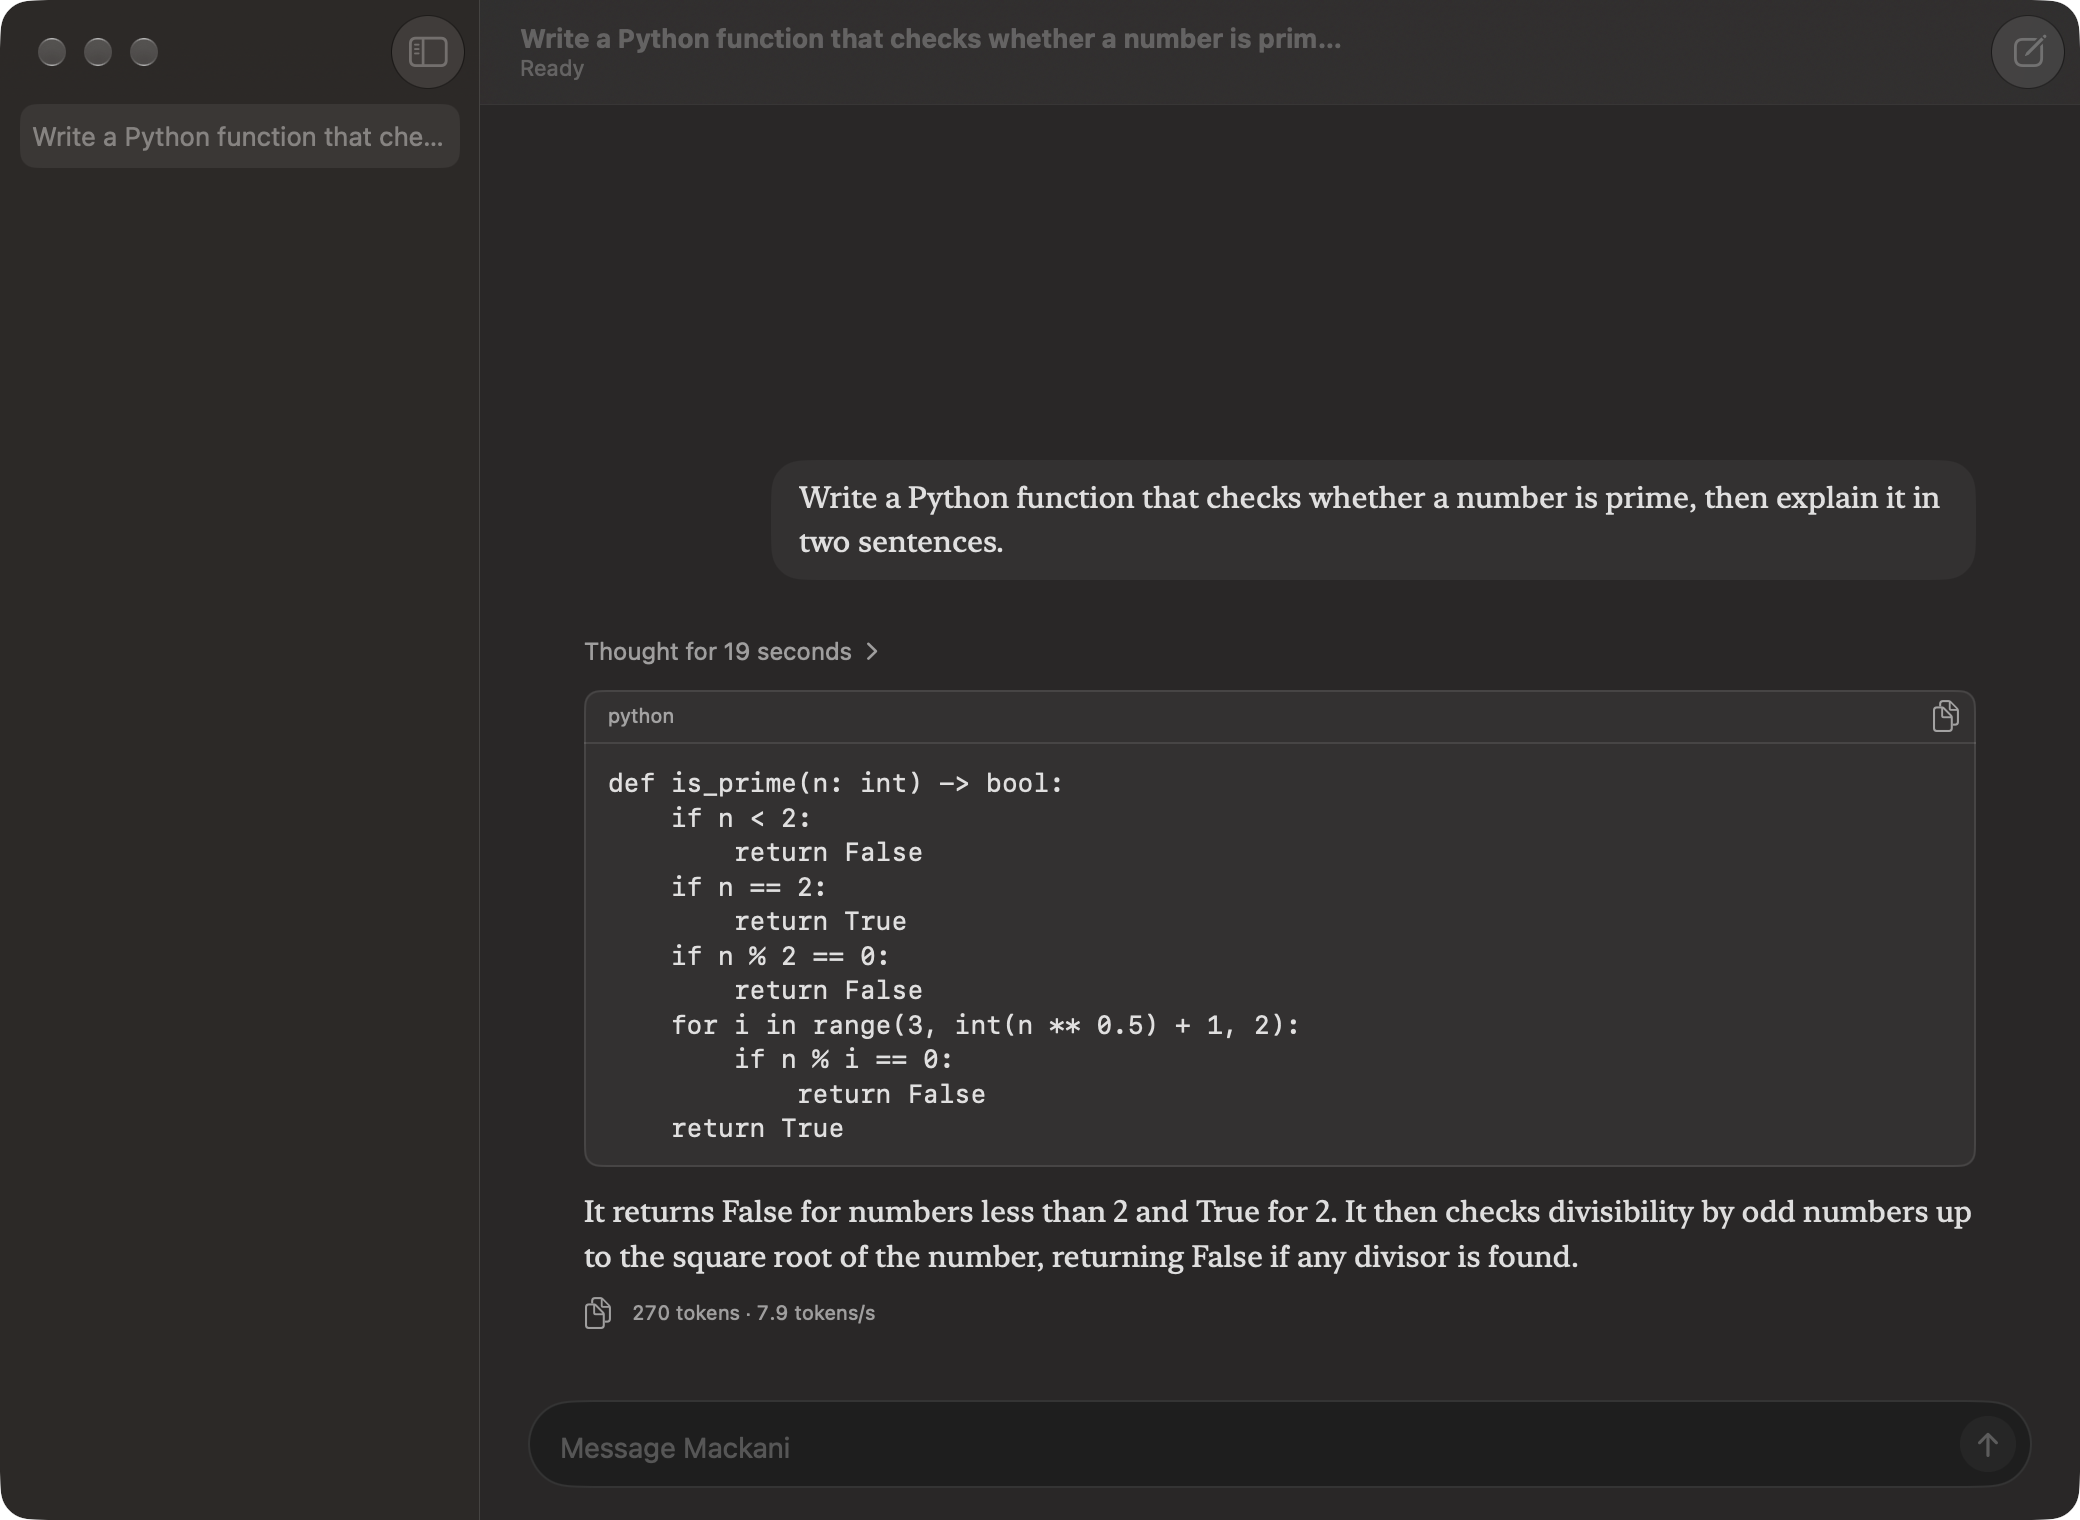 Write a Python function that checks whether a number is prim...
Ready
Write a Python function that che...
Write a Python function that checks whether a number is prime, then explain it in
two sentences.
Thought for 19 seconds
python
def is_prime(n: int) -> bool:
    if n < 2:
        return False
    if n == 2:
        return True
    if n % 2 == 0:
        return False
    for i in range(3, int(n ** 0.5) + 1, 2):
        if n % i == 0:
            return False
    return True
It returns False for numbers less than 2 and True for 2. It then checks divisibility by odd numbers up
to the square root of the number, returning False if any divisor is found.
270 tokens · 7.9 tokens/s
Message Mackani